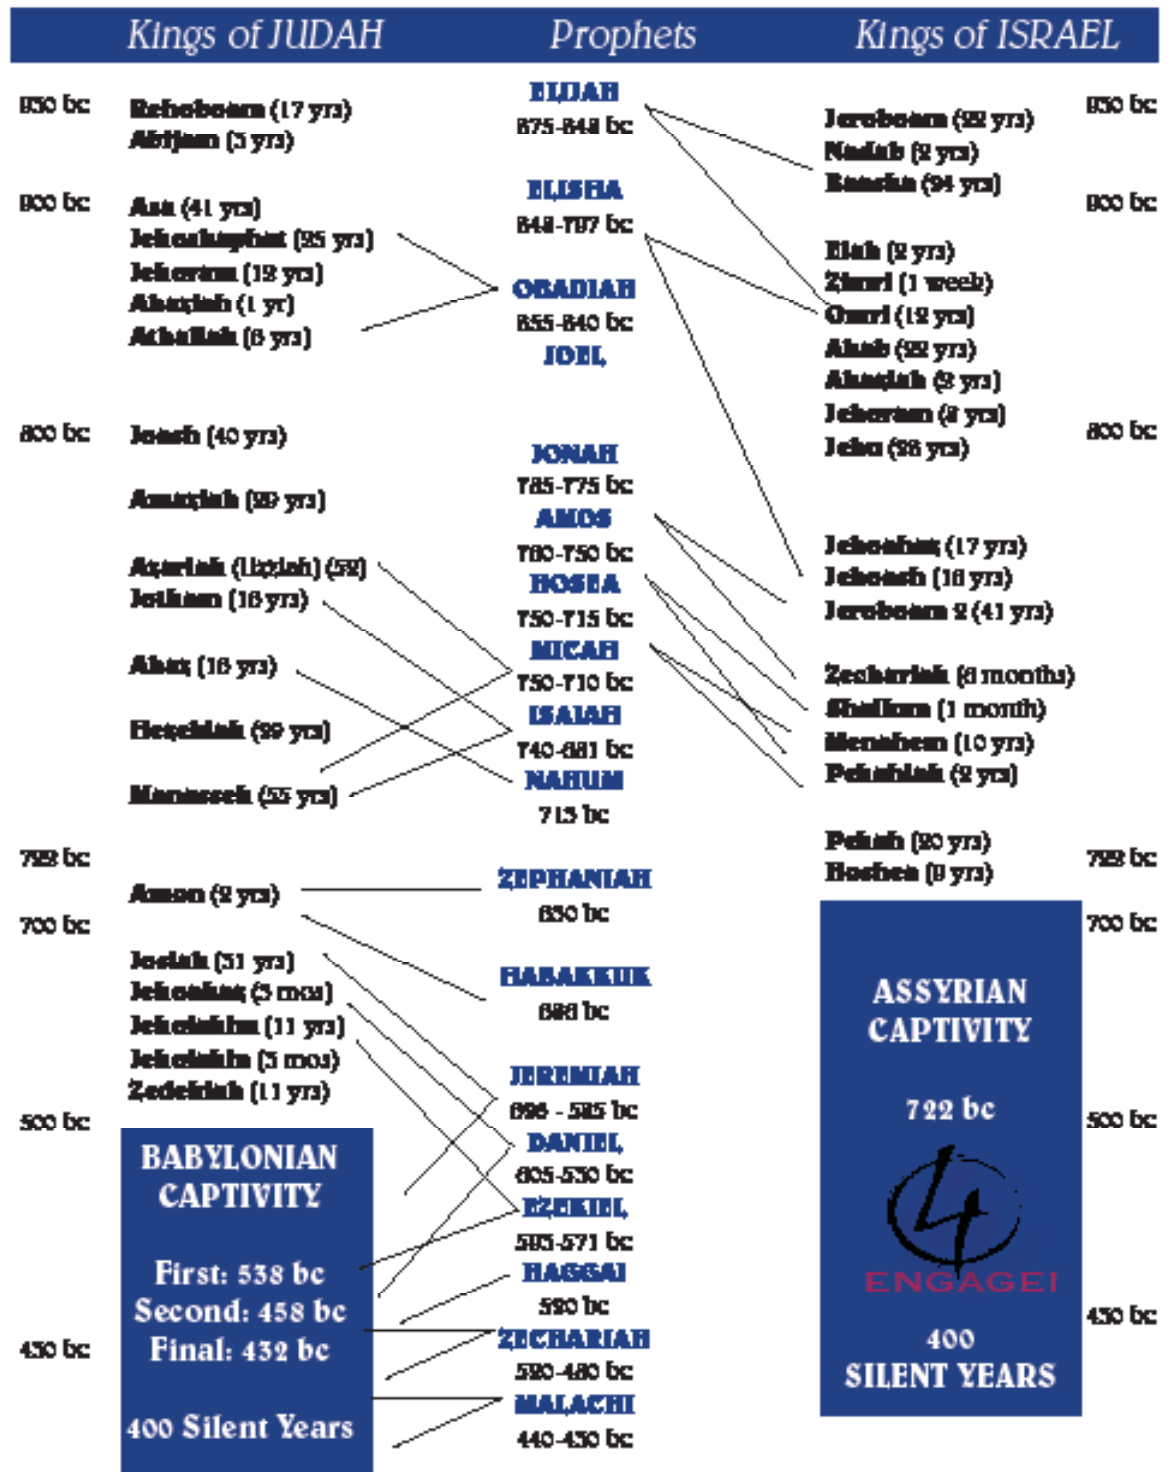 Kings of JUDAH
Prophets
Kings of ISRAEL
930 bc
Rehoboam (17 yrs)
Abijam (3 yrs)
900 bc
Asa (41 yrs)
Jehoshaphat (25 yrs)
Jehoram (12 yrs)
Ahaziah (1 yr)
Athaliah (6 yrs)
800 bc
Joash (40 yrs)
Amaziah (29 yrs)
Azariah (Uzziah) (52)
Jotham (16 yrs)
Ahaz (16 yrs)
Hezekiah (29 yrs)
Manasseh (55 yrs)
722 bc
Amon (2 yrs)
700 bc
Josiah (31 yrs)
Jehoahaz (3 mos)
Jehoiakim (11 yrs)
Jehoiakin (3 mos)
Zedekiah (11 yrs)
500 bc
BABYLONIAN
CAPTIVITY
First: 538 bc
Second: 458 bc
Final: 432 bc
430 bc
400 Silent Years
ELIJAH
875-848 bc
ELISHA
848-797 bc
OBADIAH
855-840 bc
JOEL
JONAH
785-775 bc
AMOS
760-750 bc
HOSEA
750-715 bc
MICAH
750-710 bc
ISAIAH
740-681 bc
NAHUM
713 bc
ZEPHANIAH
630 bc
HABAKKUK
626 bc
JEREMIAH
- 585 bc
DANIEL
605-530 bc
EZEKIEL
593-571 bc
HAGGAI
520 bc
ZECHARIAH
520-480 bc
MALACHI
440-430 bc
930 bc
Jeroboam (22 yrs)
Nadab (2 yrs)
Baasha (24 yrs)
900 bc
Elah (2 yrs)
Zimri (1 week)
Omri (12 yrs)
Ahab (22 yrs)
Ahaziah (2 yrs)
Jehoram ( yrs)
800 bc
Jehu (28 yrs)
Jehoahaz (17 yrs)
Jehoash (16 yrs)
Jeroboam 2 (41 yrs)
Zechariah (6 months)
Shallum (1 month)
Menahem (10 yrs)
Pekahiah (2 yrs)
Pekah (20 yrs)
722 bc
Hoshea (9 yrs)
700 bc
ASSYRIAN
CAPTIVITY
722 bc
500 bc
ENGAGE!
430 bc
400
SILENT YEARS